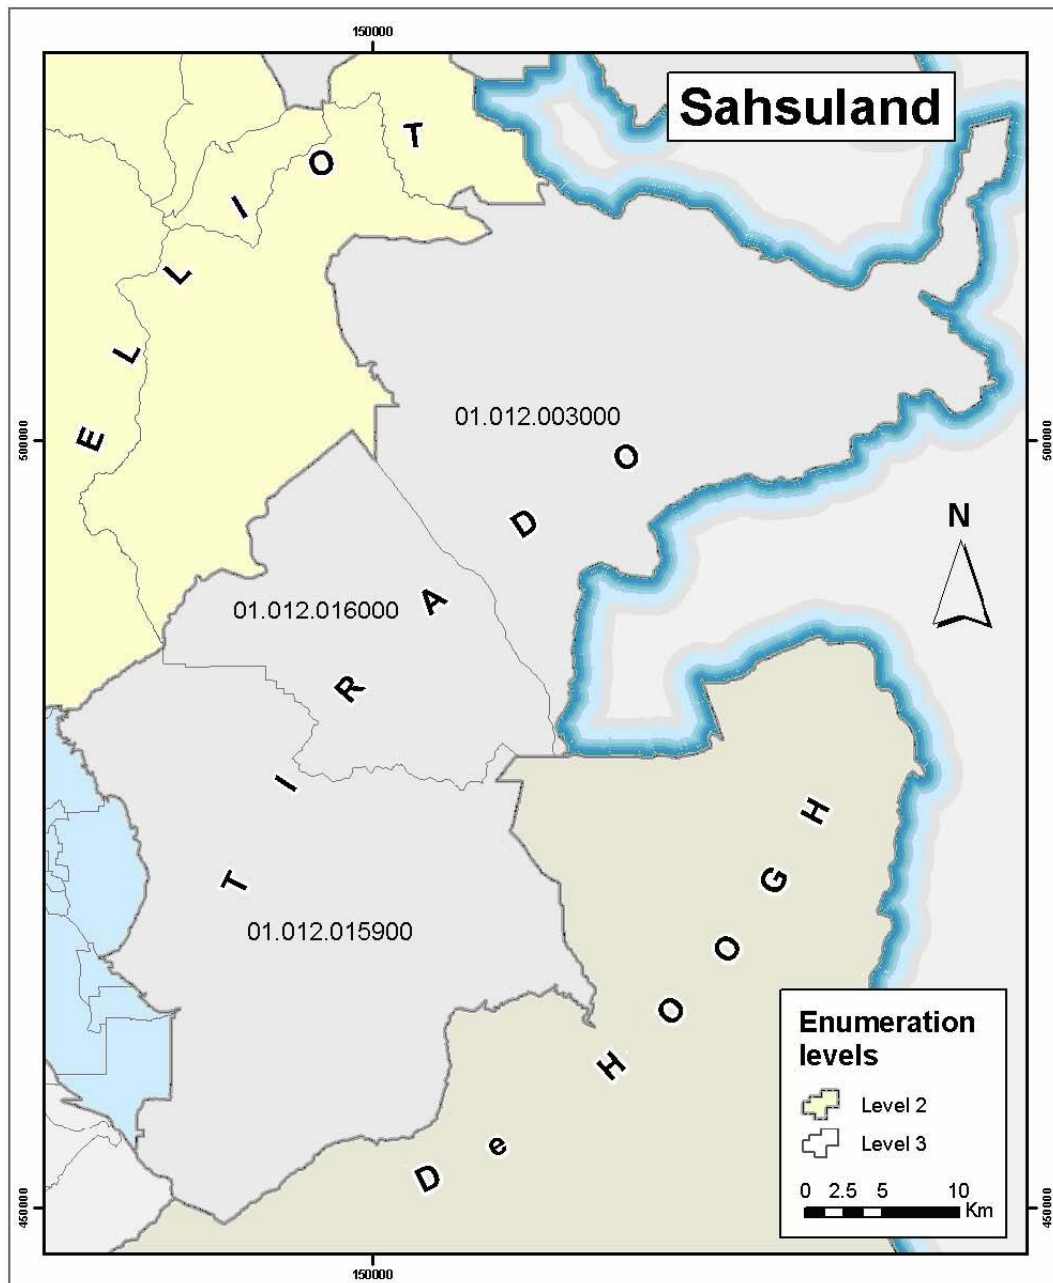 150000
Sahsuland
ELLIOT
01.012.003000
500000
500000
N
01.012.016000
TIRADO
01.012.015900
De HOOGH
Enumeration
levels
Level 2
Level 3
0 2.5 5 10
Km
450000
450000
150000